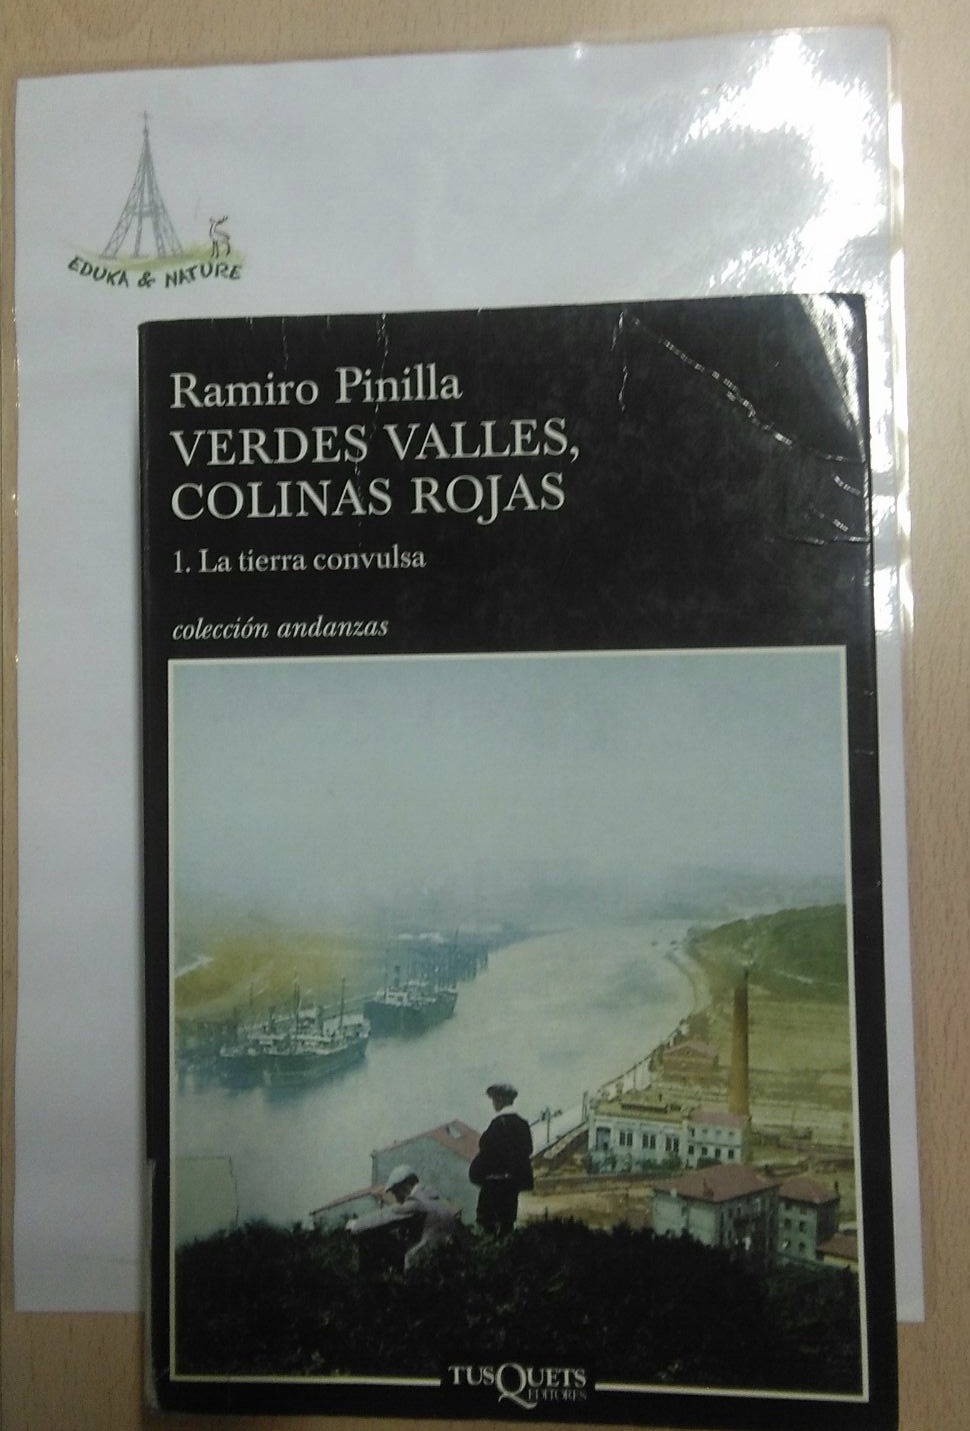 EDUKA & NATURE
Ramiro Pinilla
VERDES VALLES,
COLINAS ROJAS
1. La tierra convulsa
colección andanzas
TUSQUETS
EDITORES